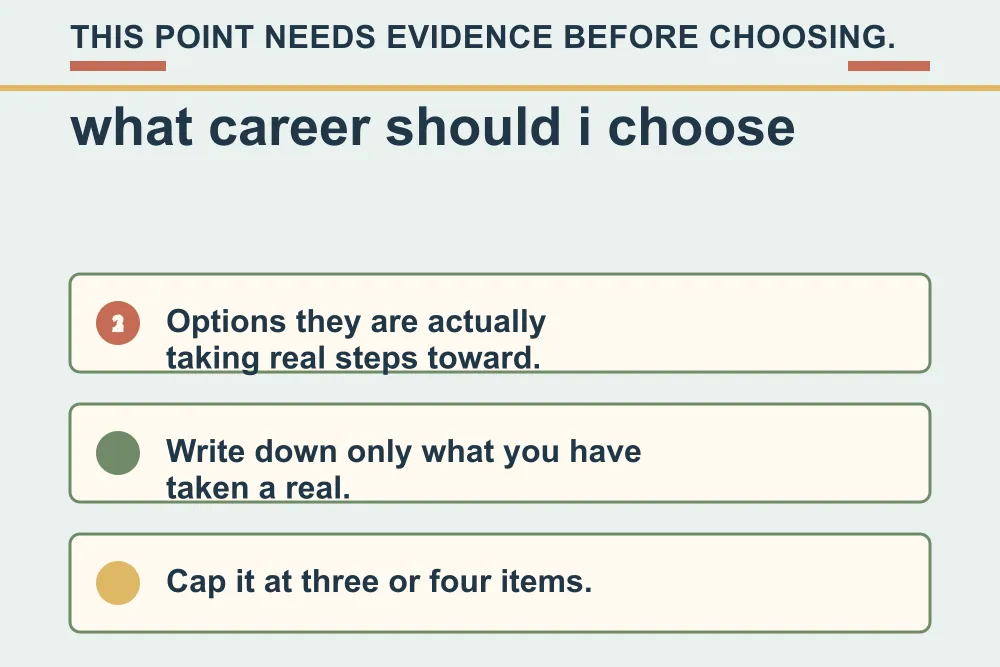 THIS POINT NEEDS EVIDENCE BEFORE CHOOSING.
what career should i choose
Options they are actually
taking real steps toward.
Write down only what you have
taken a real.
Cap it at three or four items.